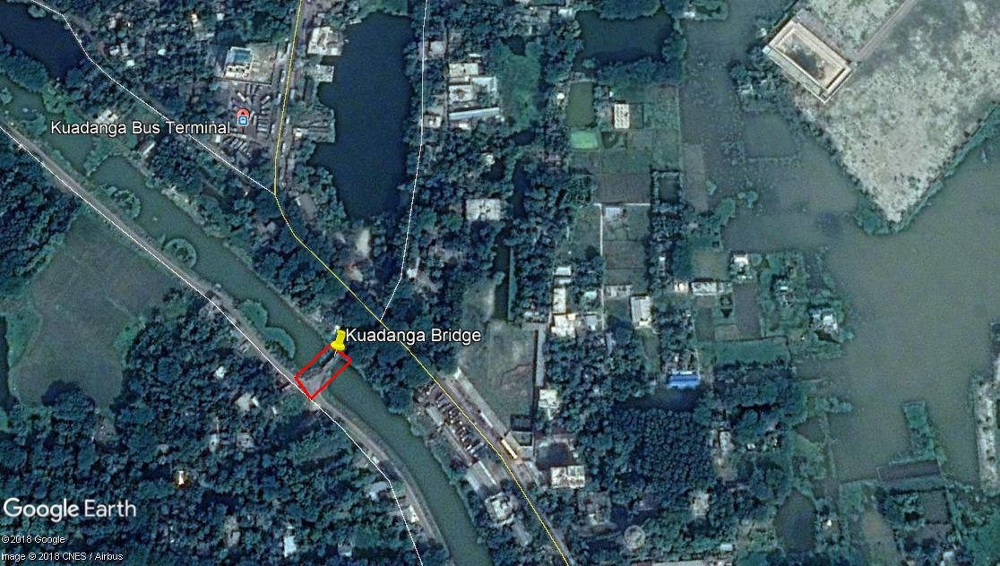 Kuadanga Bus Terminal
Kuadanga Bridge
Google Earth
©2018 Google
Image © 2018 CNES / Airbus